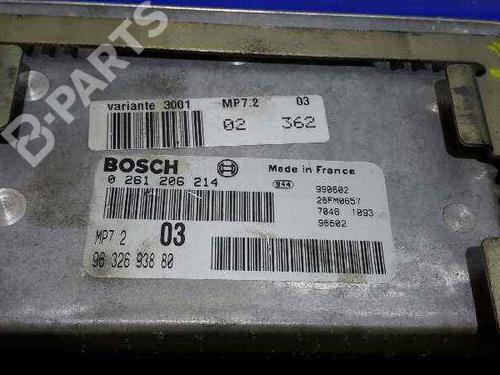 B-PARTS
variante 3001 MP7.2 03
02 362
BOSCH Made in France
0 261 206 214
944 990602
26FM0657
7046 1093
96602
MP7.2 03
96 326 938 80